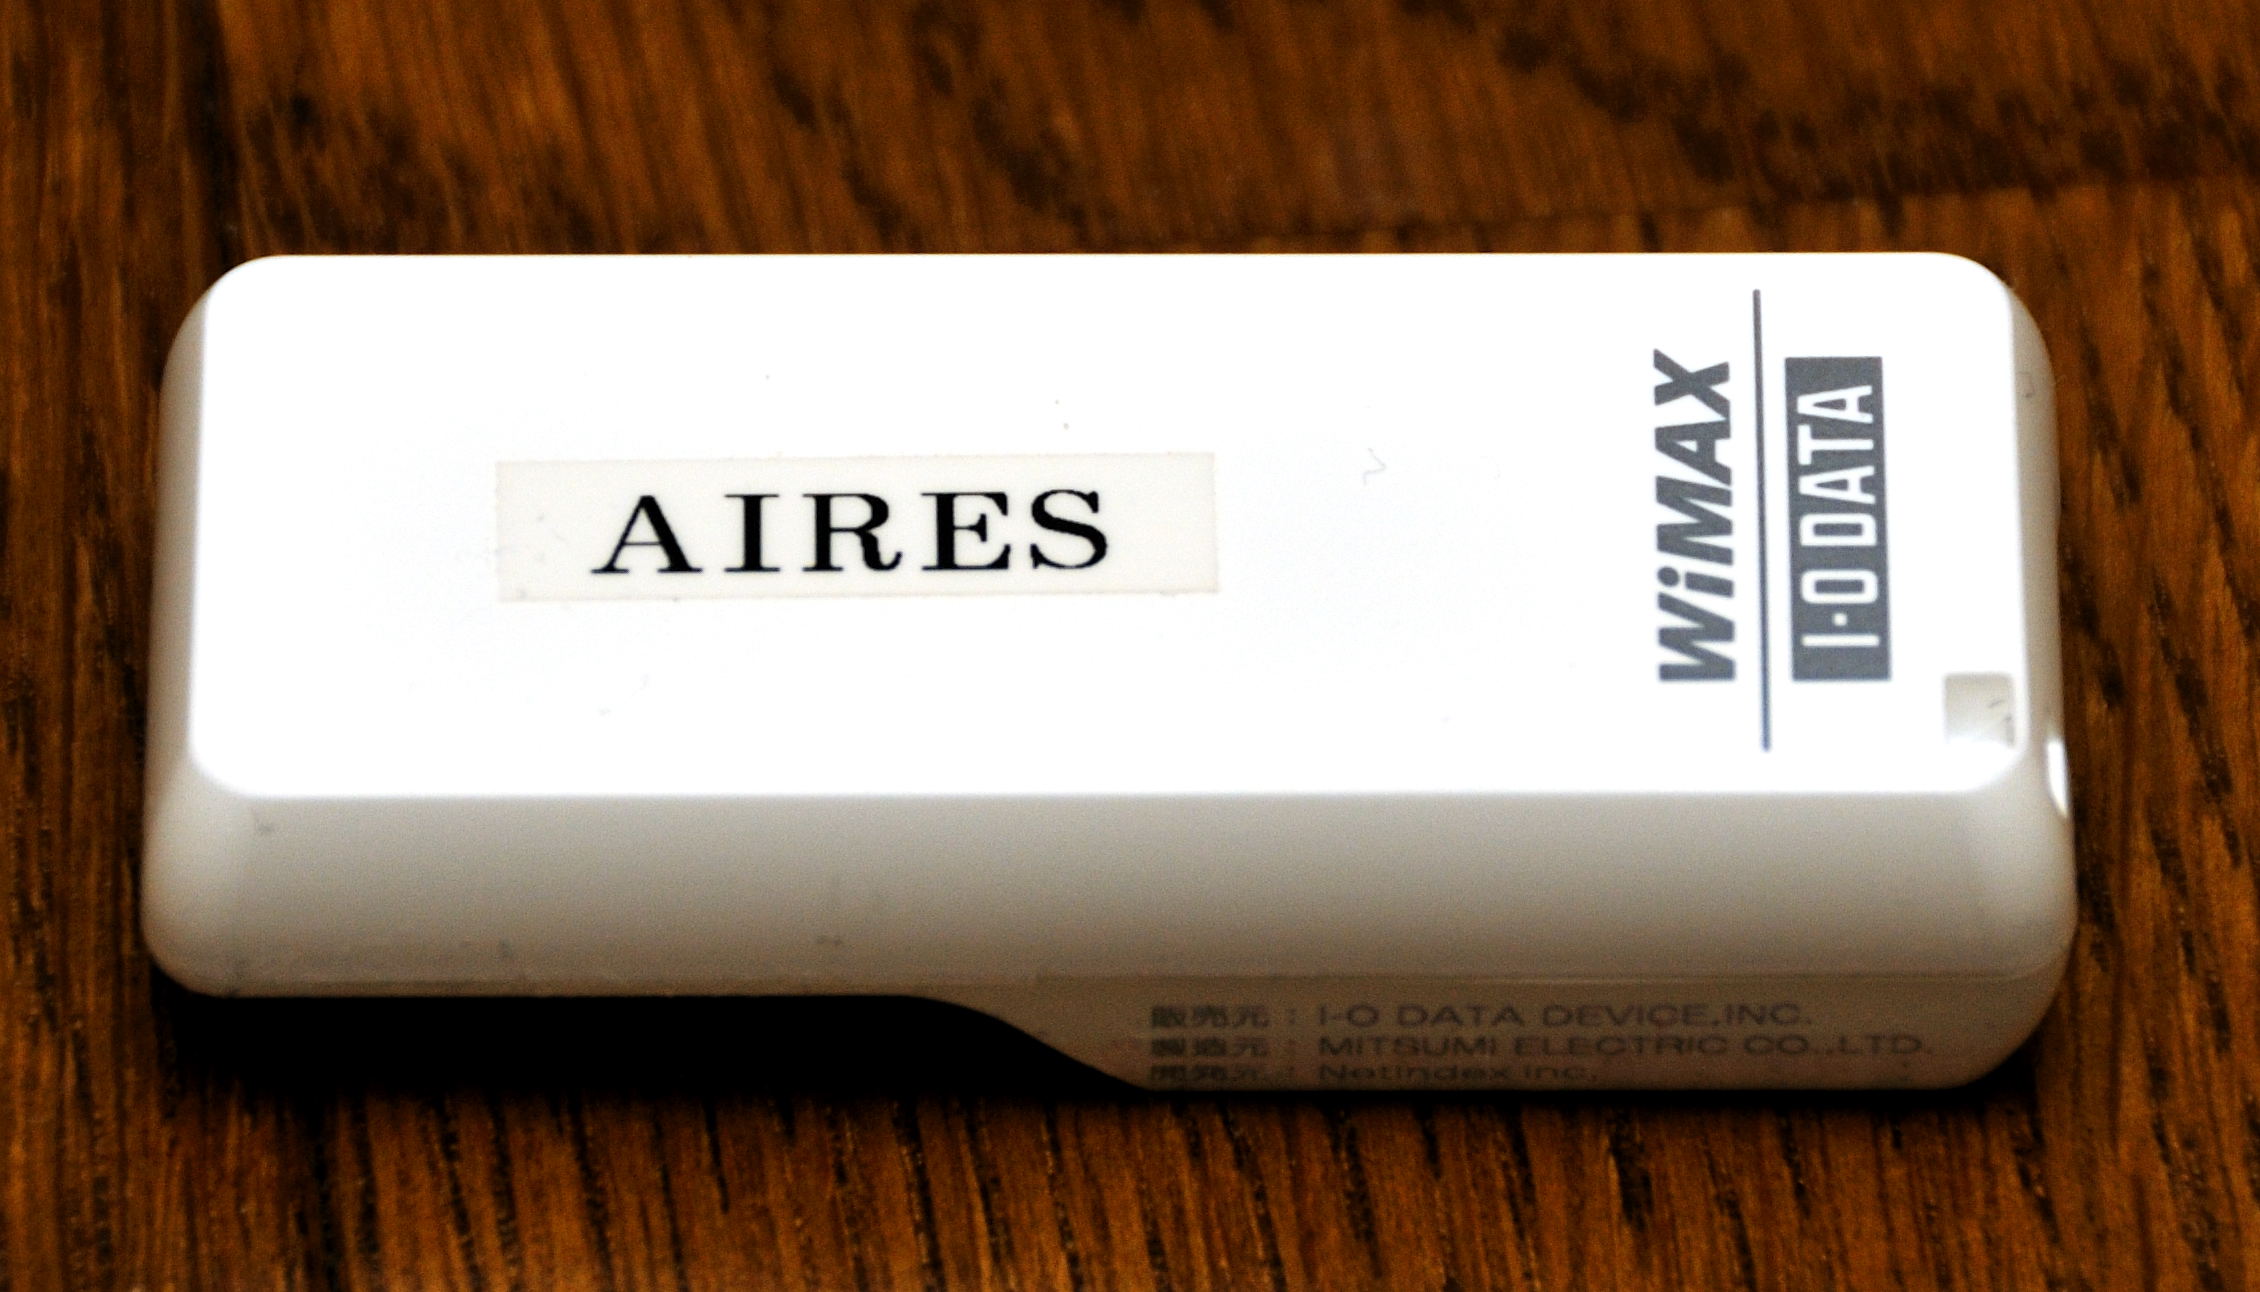 AIRES
WiMAX
I-O DATA
販売元 : I-O DATA DEVICE,INC.
製造元 : MITSUMI ELECTRIC CO.,LTD.
開発元 : NetIndex Inc.